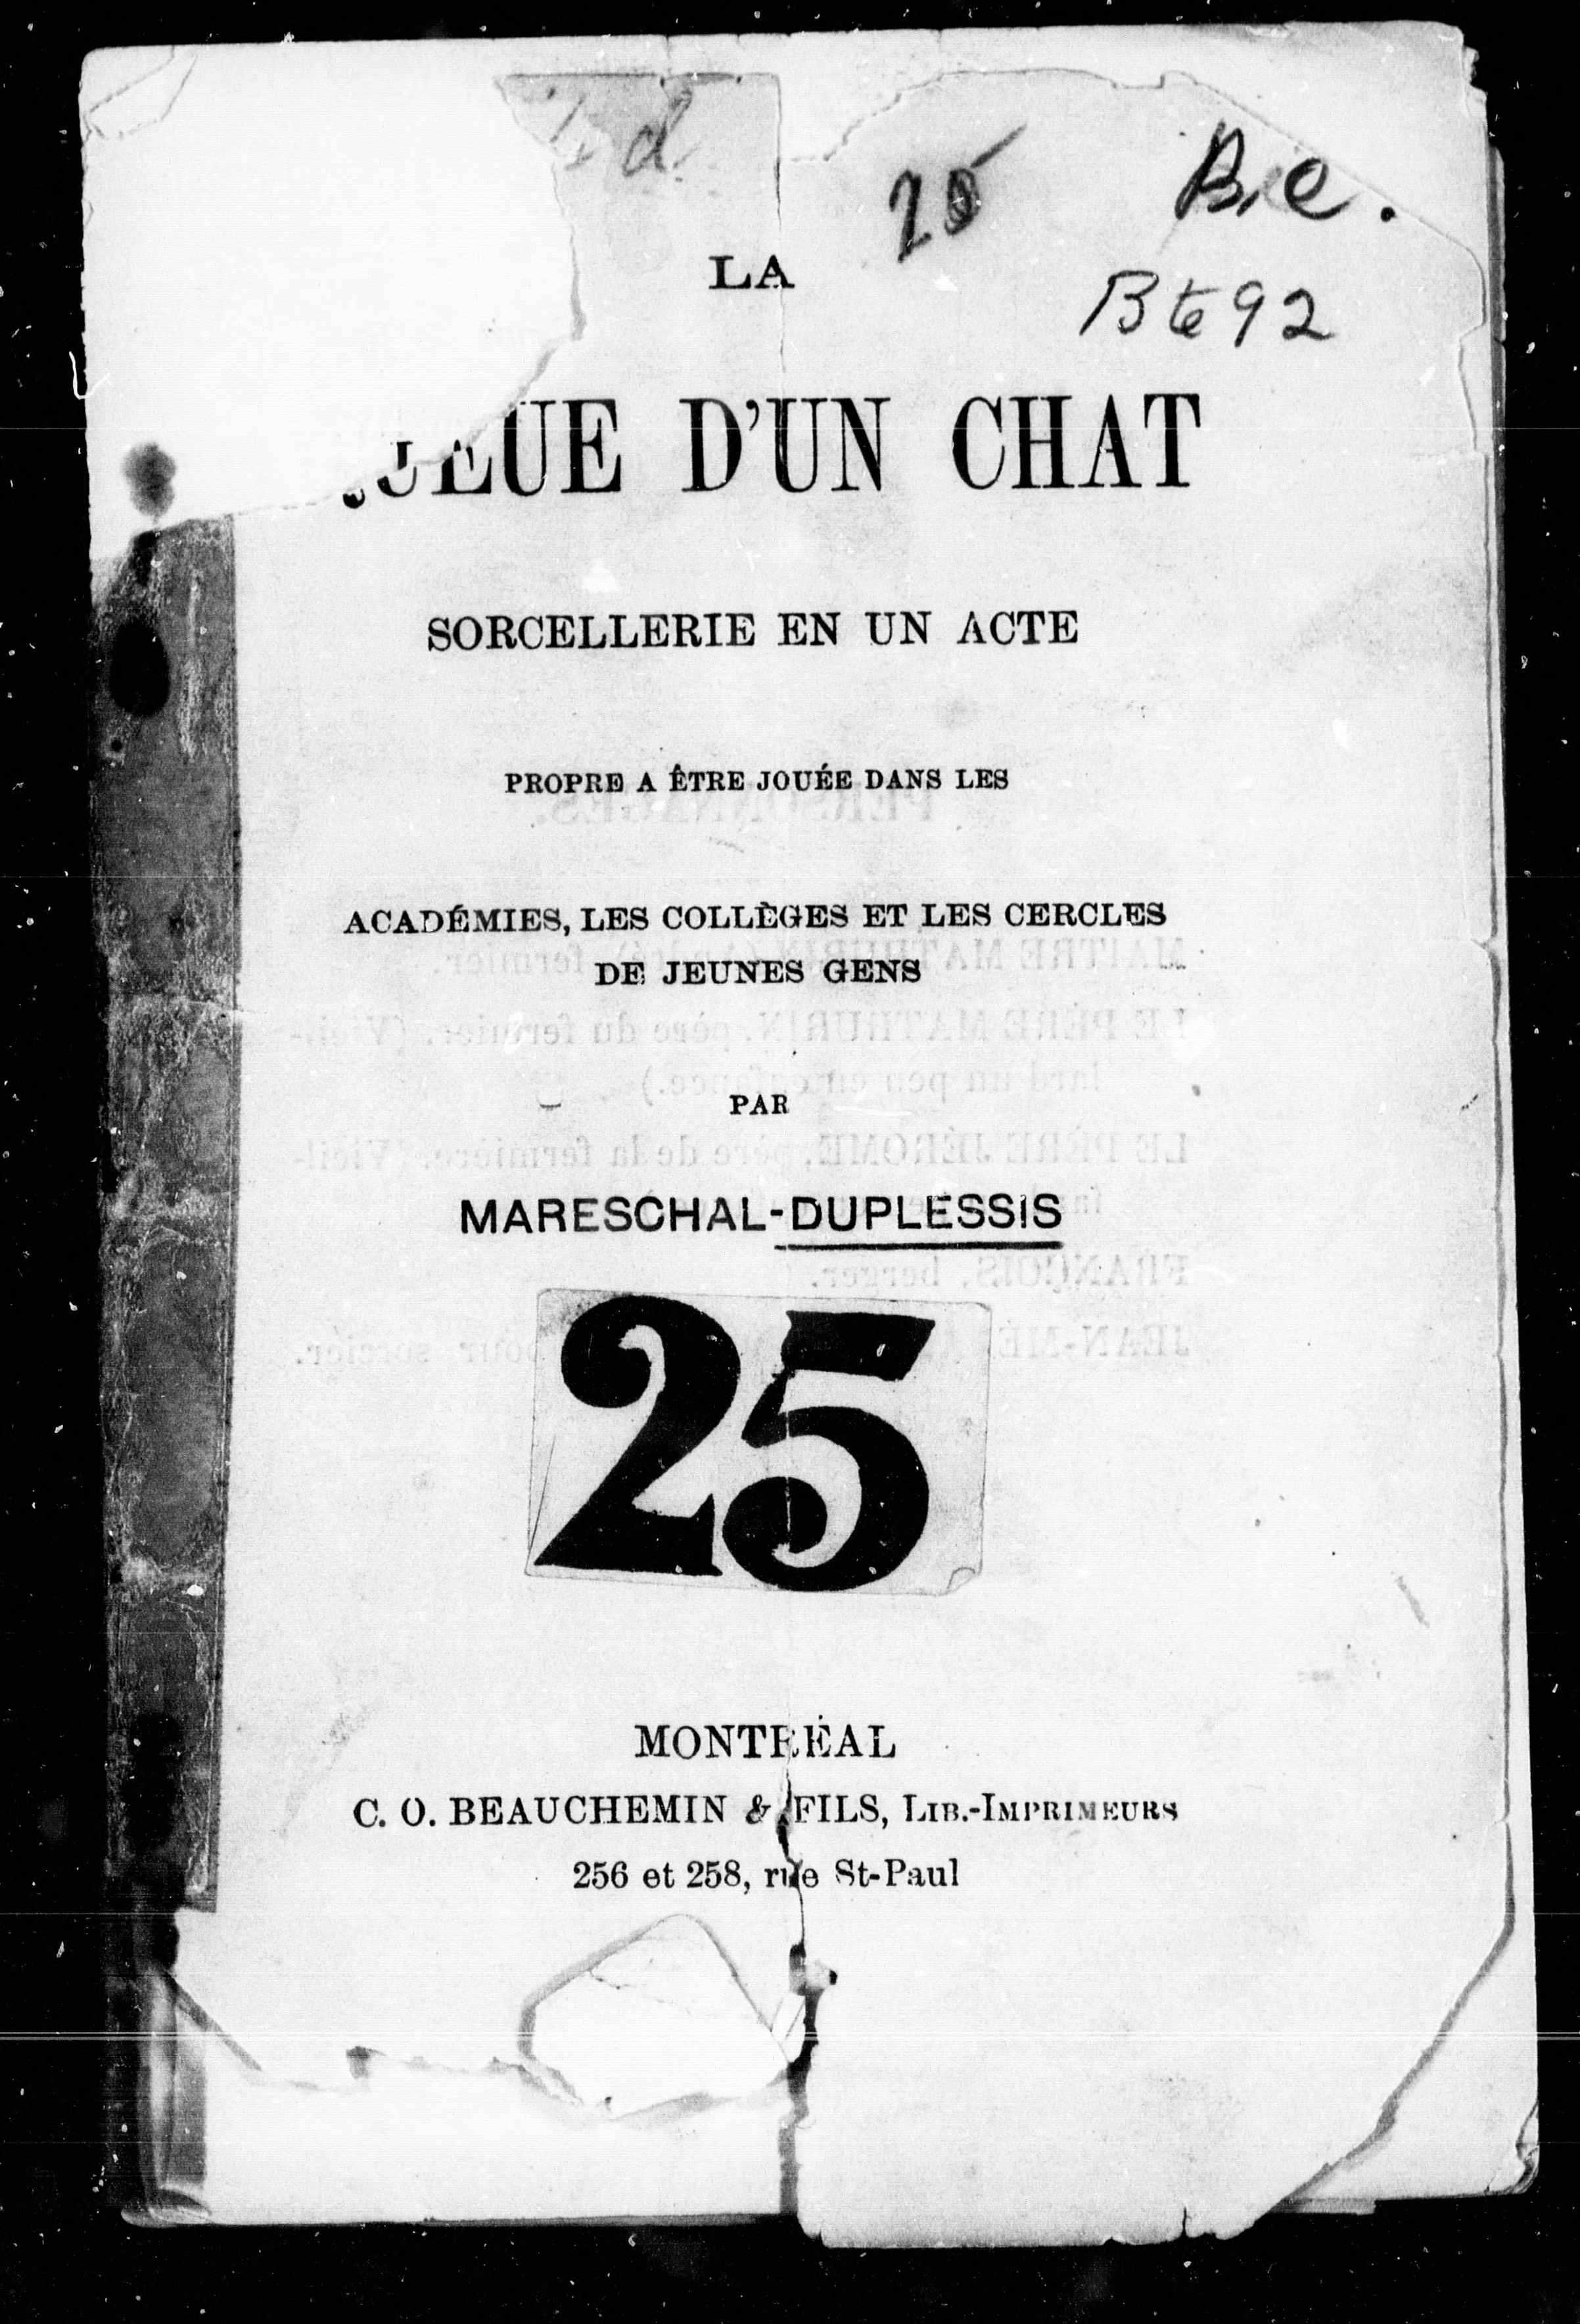 d
25
B.C.
Bte 92
LA
QUEUE D'UN CHAT
SORCELLERIE EN UN ACTE
PROPRE A ÊTRE JOUÉE DANS LES
ACADÉMIES, LES COLLÈGES ET LES CERCLES
DE JEUNES GENS
PAR
MARESCHAL-DUPLESSIS
25
MONTRÉAL
C. O. BEAUCHEMIN & FILS, LIB.-IMPRIMEURS
256 et 258, rue St-Paul